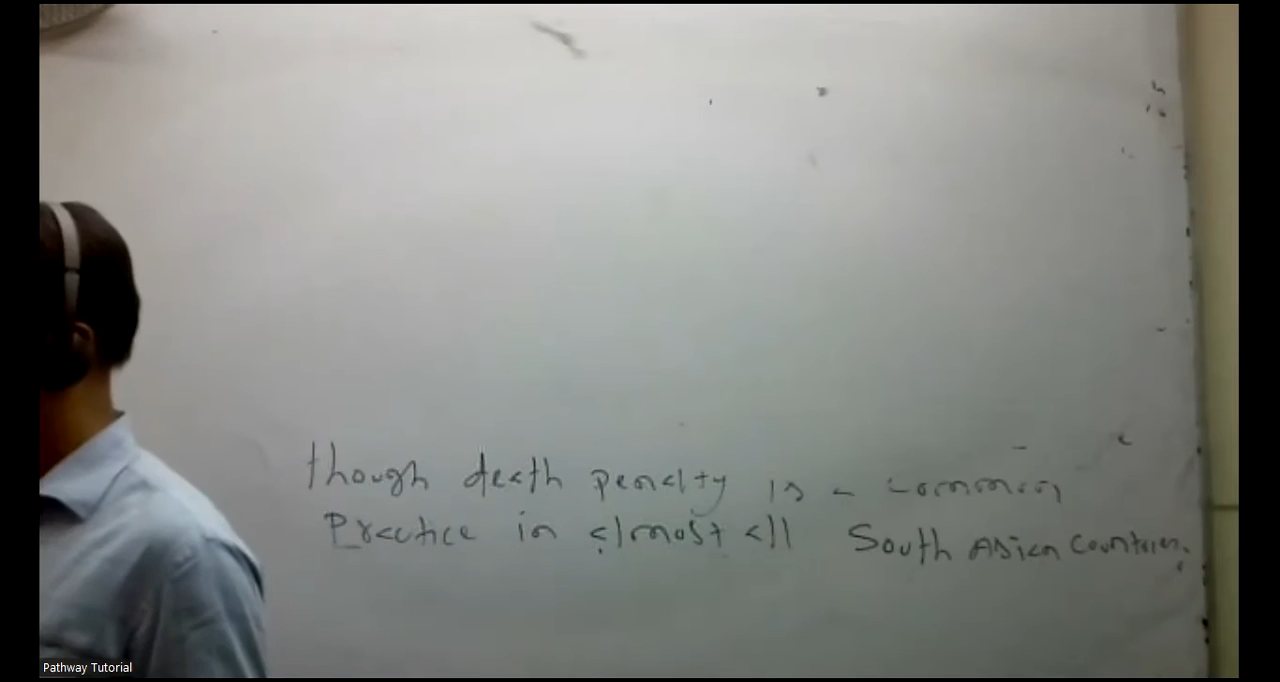 though death penalty is a common
Practice in almost all South Asian Countries,
Pathway Tutorial